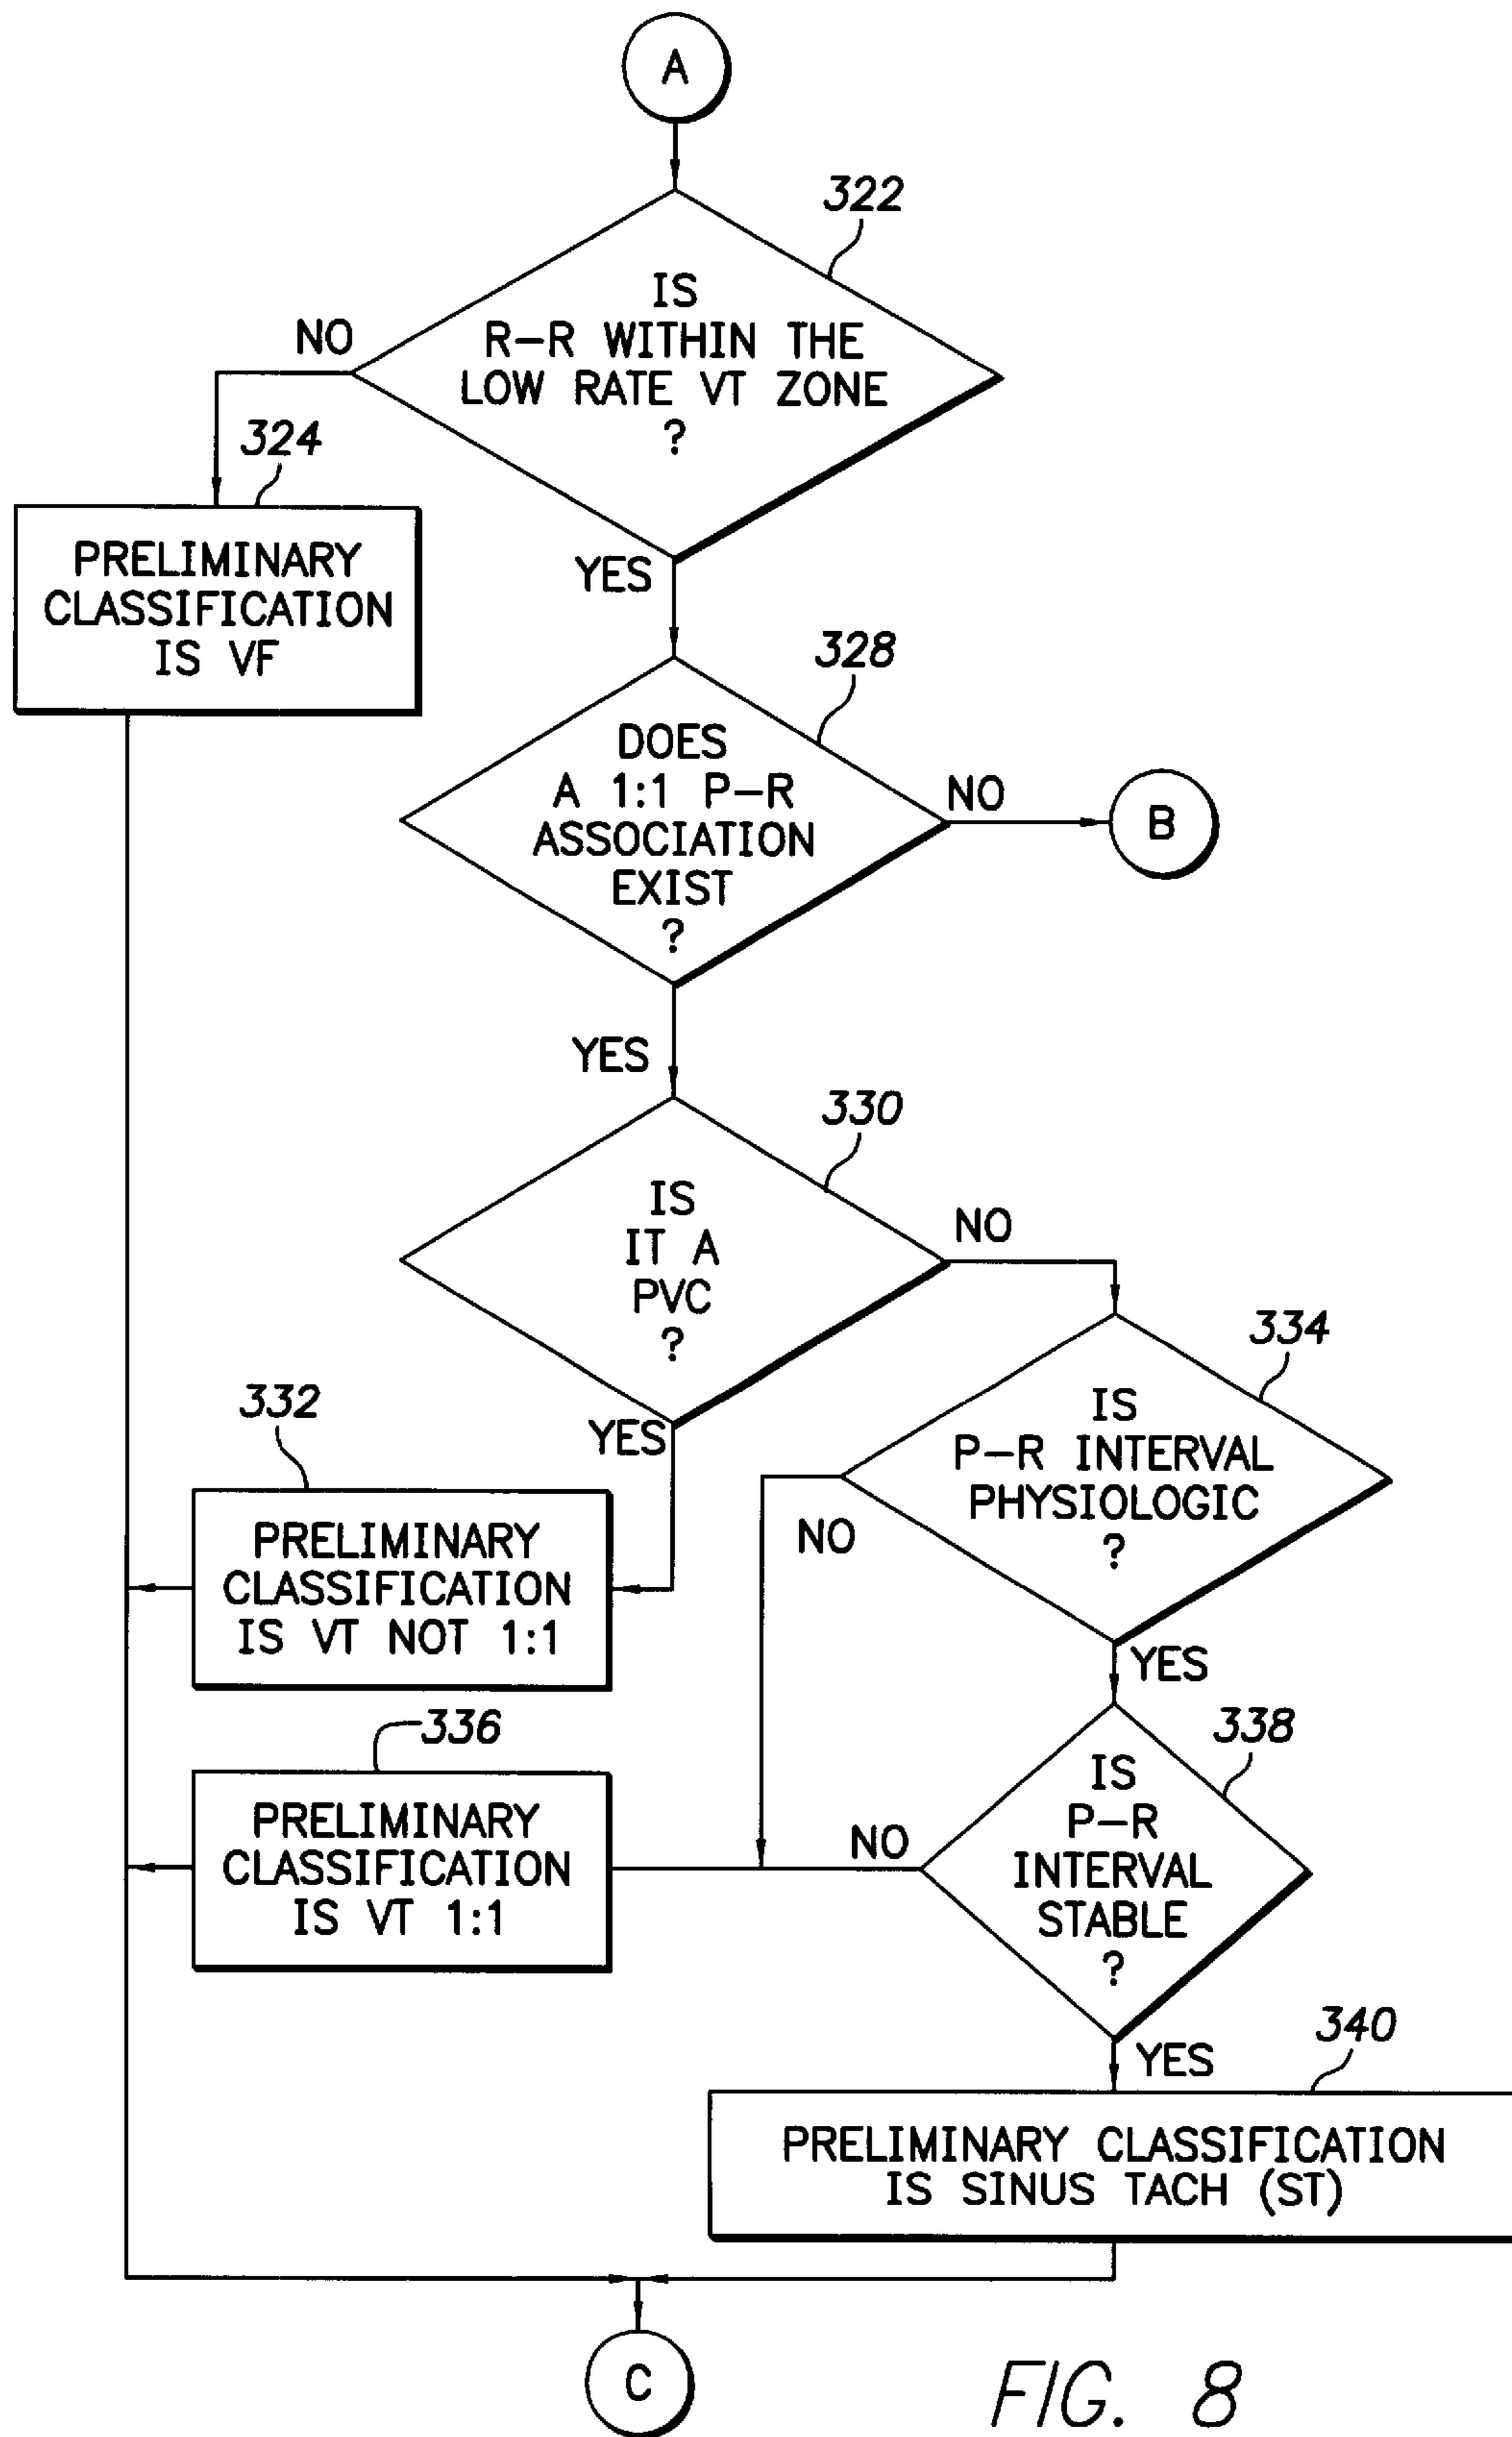 A
322
IS
R-R WITHIN THE
LOW RATE VT ZONE
?
NO
324
PRELIMINARY
CLASSIFICATION
IS VF
YES
328
DOES
A 1:1 P-R
ASSOCIATION
EXIST
?
NO
B
YES
330
IS
IT A
PVC
?
NO
334
IS
P-R INTERVAL
PHYSIOLOGIC
?
YES
332
PRELIMINARY
CLASSIFICATION
IS VT NOT 1:1
NO
YES
336
PRELIMINARY
CLASSIFICATION
IS VT 1:1
338
IS
P-R
INTERVAL
STABLE
?
NO
YES
340
PRELIMINARY CLASSIFICATION
IS SINUS TACH (ST)
C
FIG. 8